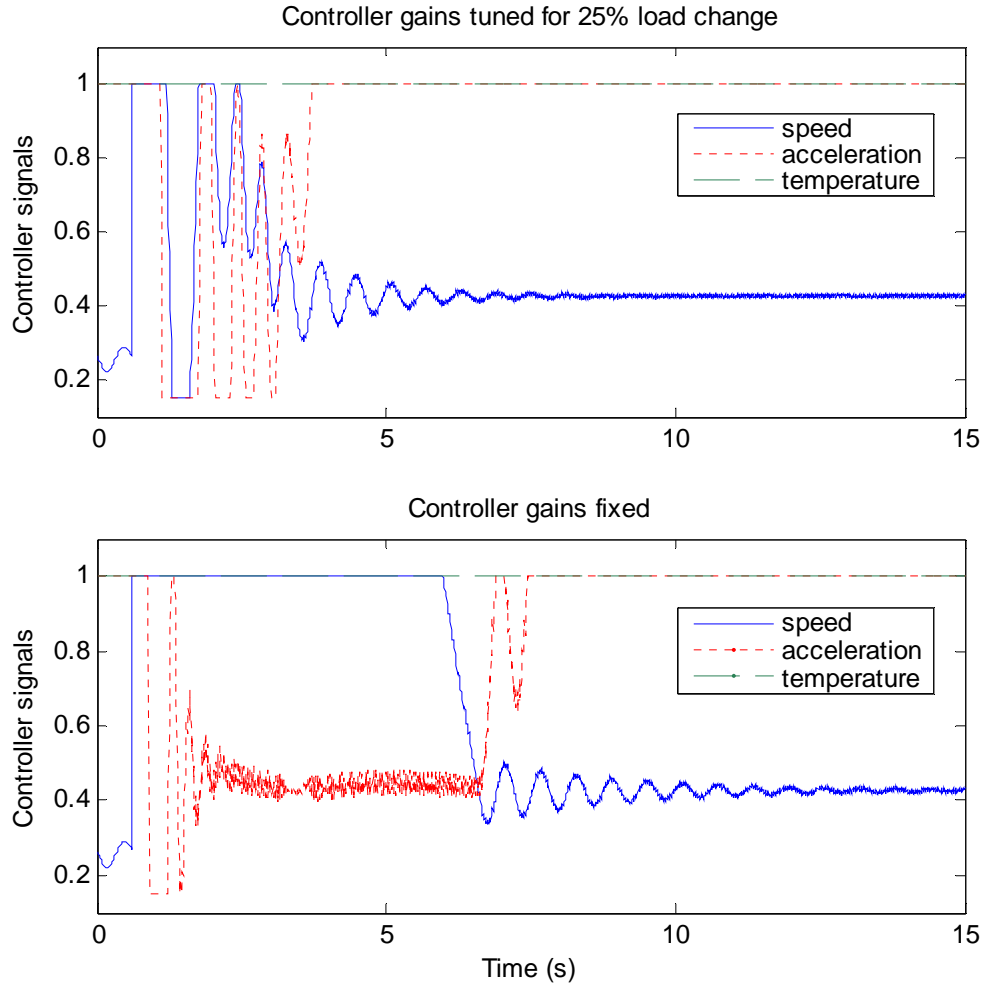 Controller gains tuned for 25% load change
Controller signals
1
0.8
0.6
0.4
0.2
0
5
10
15
speed
acceleration
temperature
Controller gains fixed
Controller signals
1
0.8
0.6
0.4
0.2
0
5
10
15
speed
acceleration
temperature
Time (s)